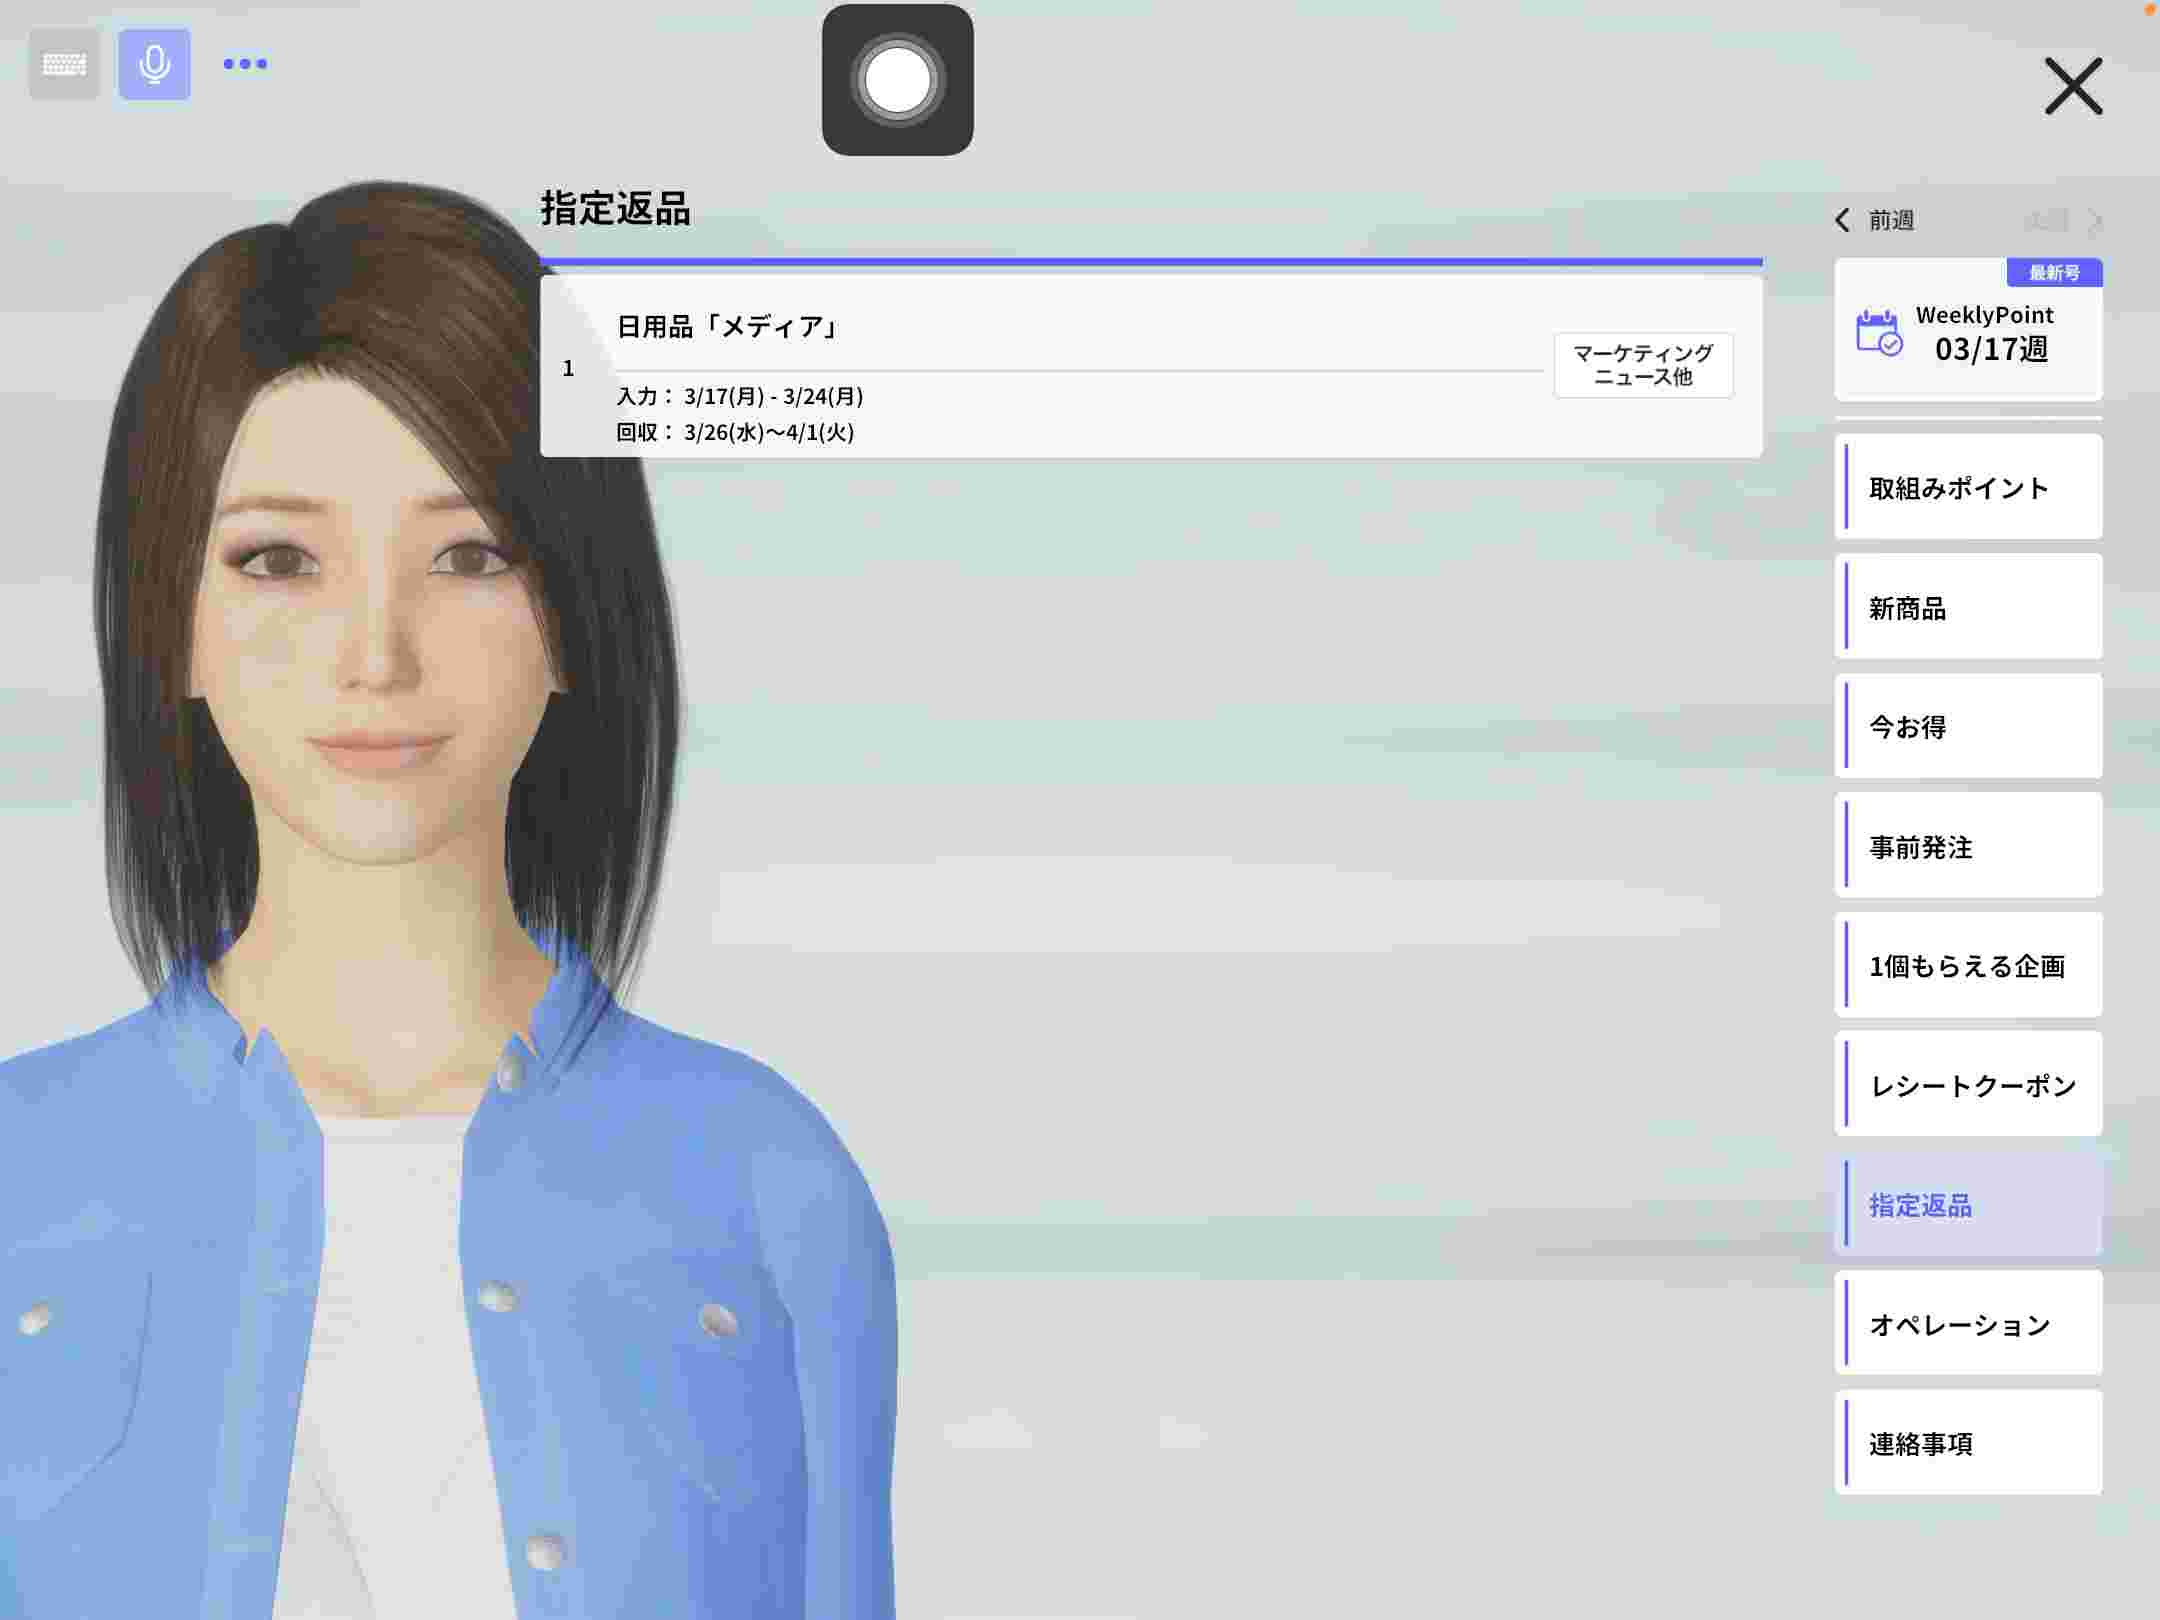 指定返品
1
日用品「メディア」
入力： 3/17(月) - 3/24(月)
回収： 3/26(水)〜4/1(火)
マーケティング
ニュース他
前週
最新号
WeeklyPoint
03/17週
取組みポイント
新商品
今お得
事前発注
1個もらえる企画
レシートクーポン
指定返品
オペレーション
連絡事項